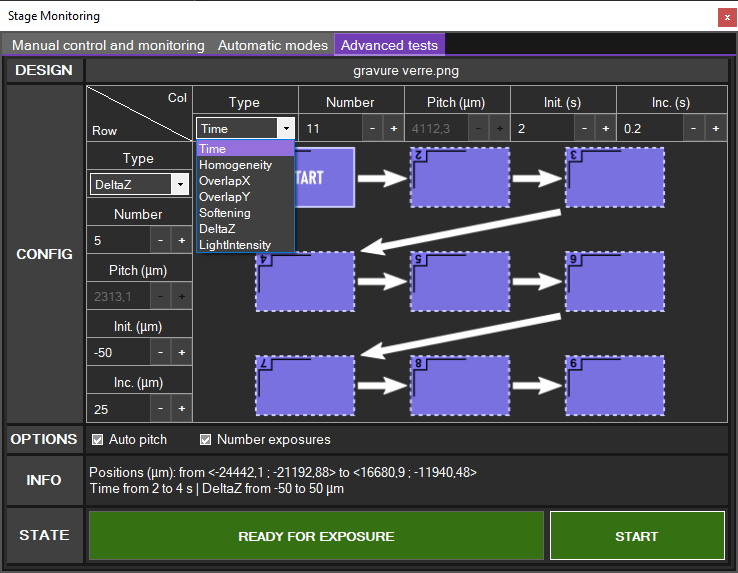 Stage Monitoring
x
Manual control and monitoring Automatic modes Advanced tests
DESIGN gravure verre.png
CONFIG
Col
Row
Type Number Pitch (µm) Init. (s) Inc. (s)
Time 11 - + 4112,3 - + 2 - + 0.2 - +
Time
Homogeneity
OverlapX
OverlapY
Softening
DeltaZ
LightIntensity
Type
DeltaZ
Number
5 - +
Pitch (µm)
2313,1 - +
Init. (µm)
-50 - +
Inc. (µm)
25 - +
TART 2 3
4 5 6
7 8 9
OPTIONS Auto pitch Number exposures
INFO
Positions (µm): from <-24442,1 ; -21192,88> to <16680,9 ; -11940,48>
Time from 2 to 4 s | DeltaZ from -50 to 50 µm
STATE READY FOR EXPOSURE START